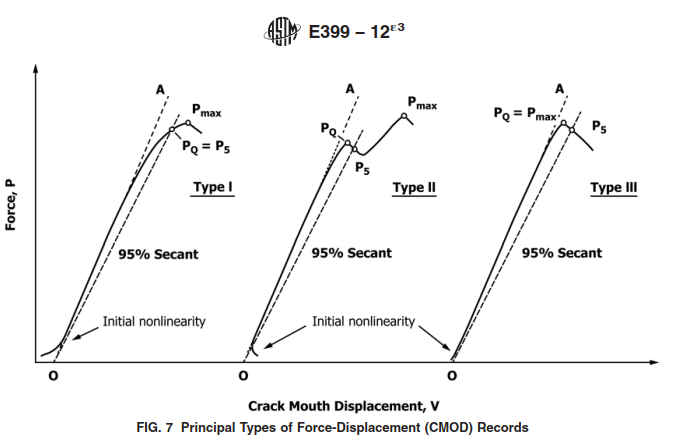 ASTM E399 – 12ε3
A
Pmax
PQ = P5
Type I
95% Secant
Initial nonlinearity
O
A
PQ
Pmax
P5
Type II
95% Secant
Initial nonlinearity
O
A
PQ = Pmax
P5
Type III
95% Secant
O
Force, P
Crack Mouth Displacement, V
FIG. 7 Principal Types of Force-Displacement (CMOD) Records